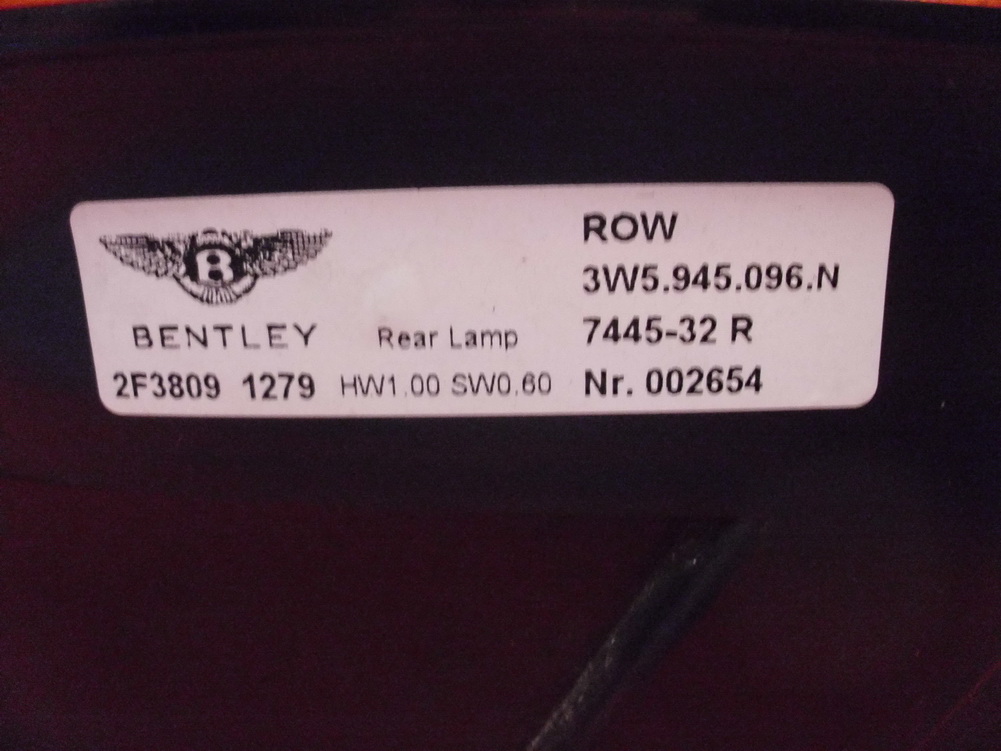 B
BENTLEY Rear Lamp
2F3809 1279 HW1.00 SW0.60
ROW
3W5.945.096.N
7445-32 R
Nr. 002654